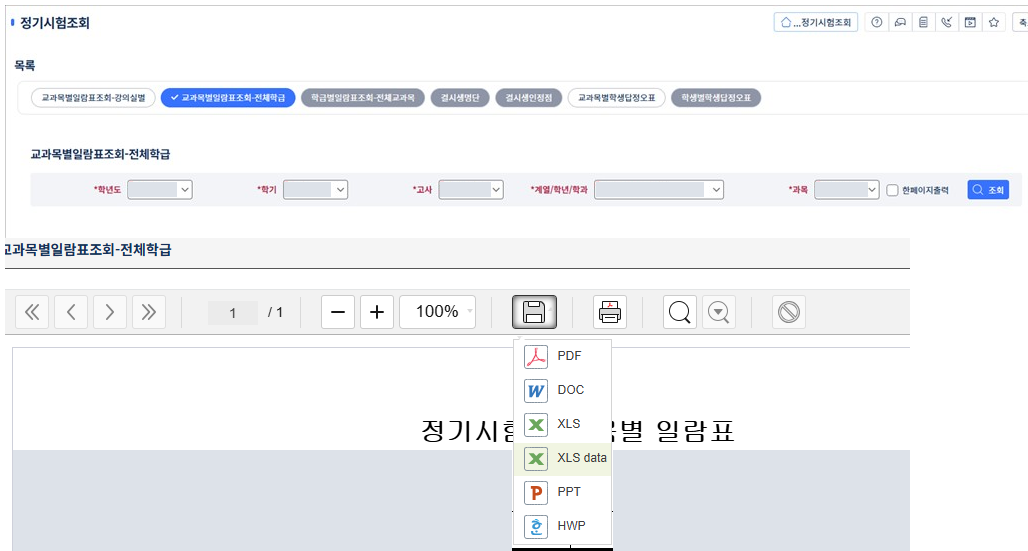 정기시험조회
...정기시험조회
목록
교과목별일람표조회-강의실별 교과목별일람표조회-전체학급 학급별일람표조회-전체교과목 결시생명단 결시생인정점 교과목별학생답정오표 학생별학생답정오표
교과목별일람표조회-전체학급
*학년도 *학기 *고사 *계열/학년/학과 *과목 한페이지출력 조회
교과목별일람표조회-전체학급
1 / 1 100%
정기시험 별 일람표
PDF
DOC
XLS
XLS data
PPT
HWP